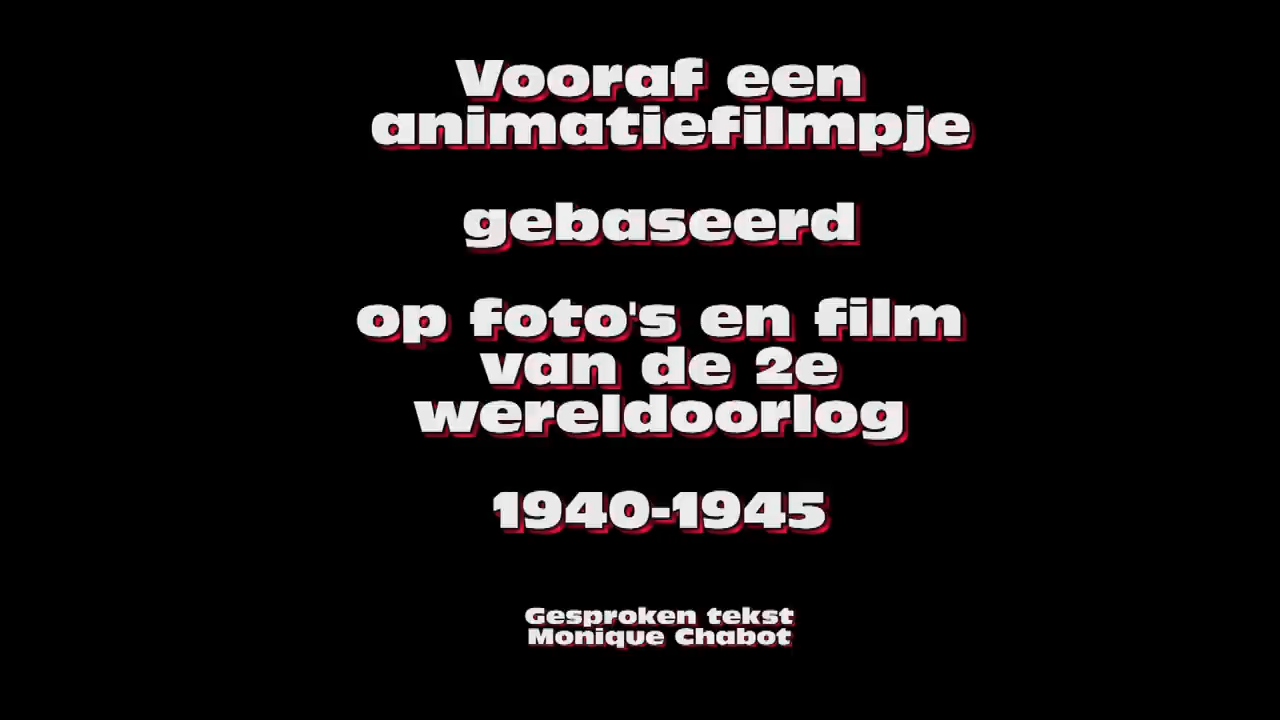 Vooraf een
animatiefilmpje
gebaseerd
op foto's en film
van de 2e
wereldoorlog
1940-1945
Gesproken tekst
Monique Chabot